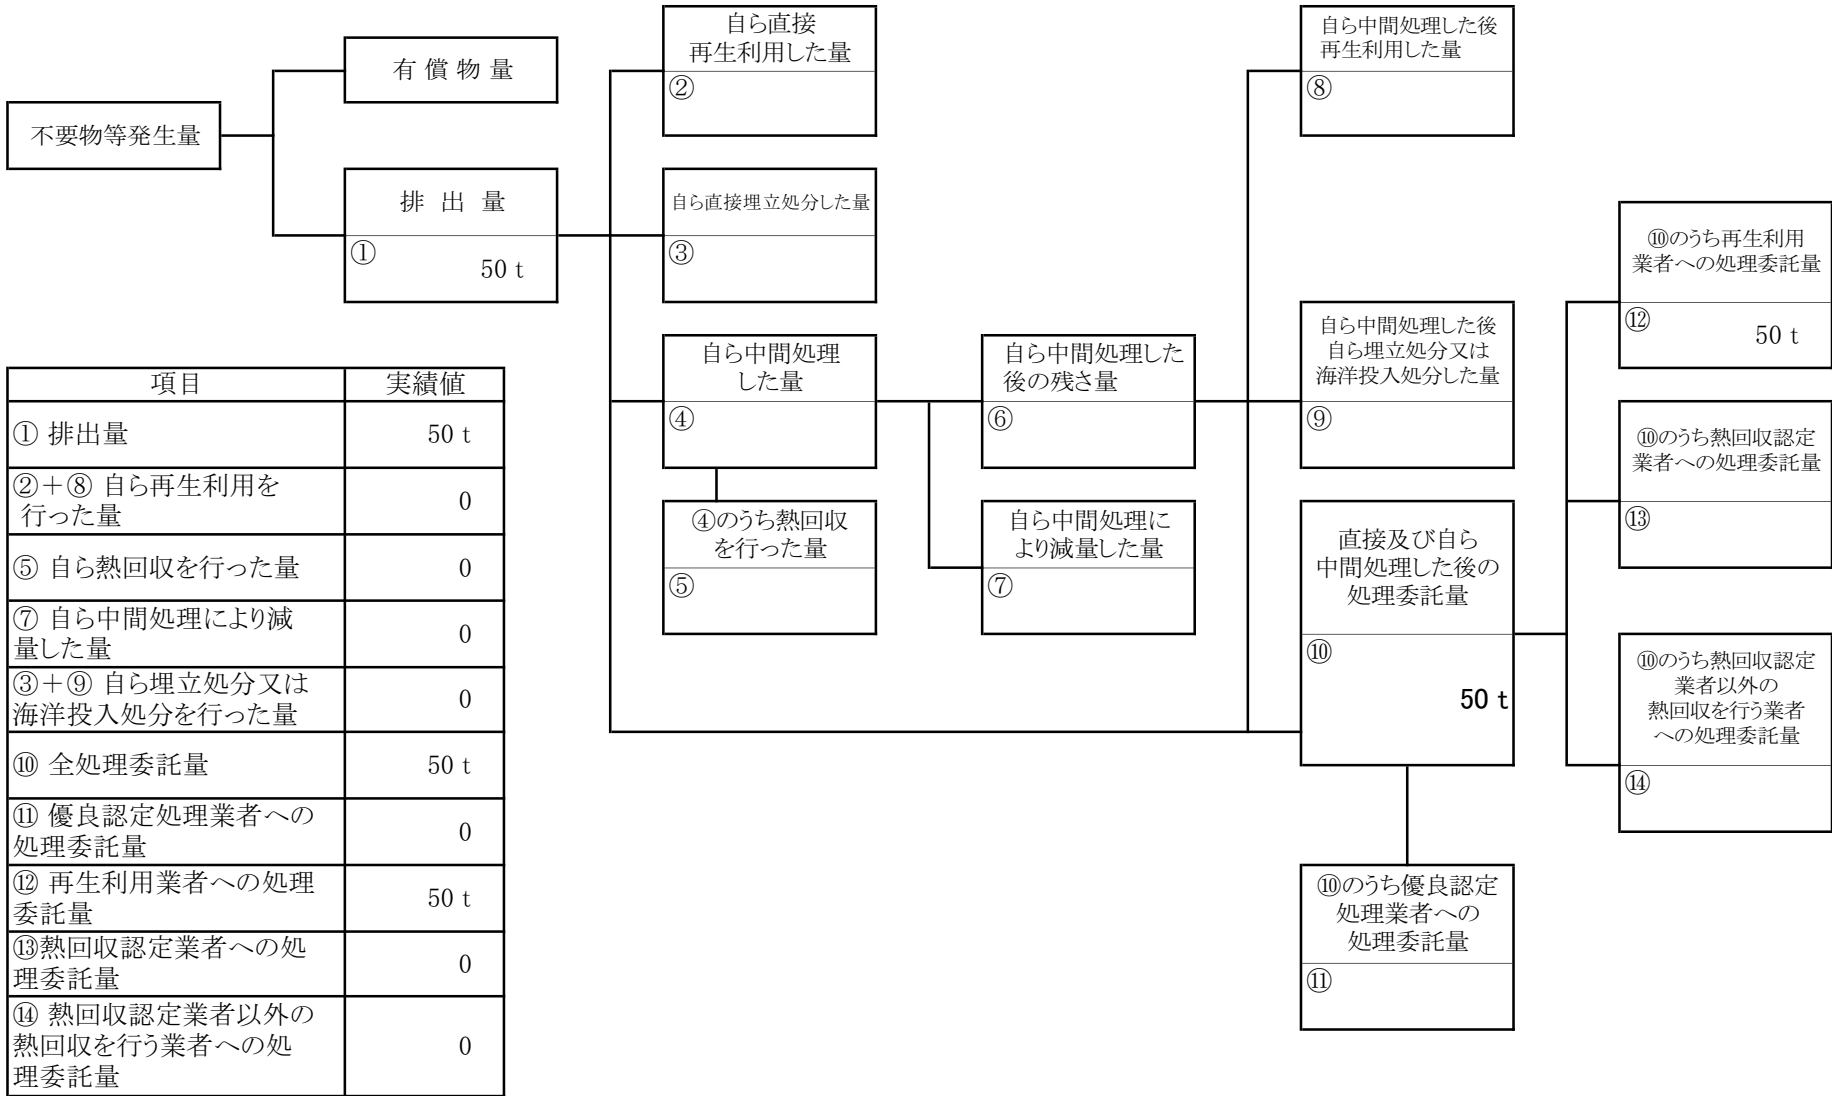 不要物等発生量
有償物量
排出量
①
50 t
自ら直接
再生利用した量
②
自ら直接埋立処分した量
③
自ら中間処理
した量
④
④のうち熱回収
を行った量
⑤
自ら中間処理した
後の残さ量
⑥
自ら中間処理に
より減量した量
⑦
自ら中間処理した後
再生利用した量
⑧
自ら中間処理した後
自ら埋立処分又は
海洋投入処分した量
⑨
直接及び自ら
中間処理した後の
処理委託量
⑩
50 t
⑩のうち優良認定
処理業者への
処理委託量
⑪
⑩のうち再生利用
業者への処理委託量
⑫
50 t
⑩のうち熱回収認定
業者への処理委託量
⑬
⑩のうち熱回収認定
業者以外の
熱回収を行う業者
への処理委託量
⑭
項目 実績値
① 排出量 50 t
②＋⑧ 自ら再生利用を
行った量 0
⑤ 自ら熱回収を行った量 0
⑦ 自ら中間処理により減
量した量 0
③＋⑨ 自ら埋立処分又は
海洋投入処分を行った量 0
⑩ 全処理委託量 50 t
⑪ 優良認定処理業者への
処理委託量 0
⑫ 再生利用業者への処理
委託量 50 t
⑬熱回収認定業者への処
理委託量 0
⑭ 熱回収認定業者以外の
熱回収を行う業者への処
理委託量 0